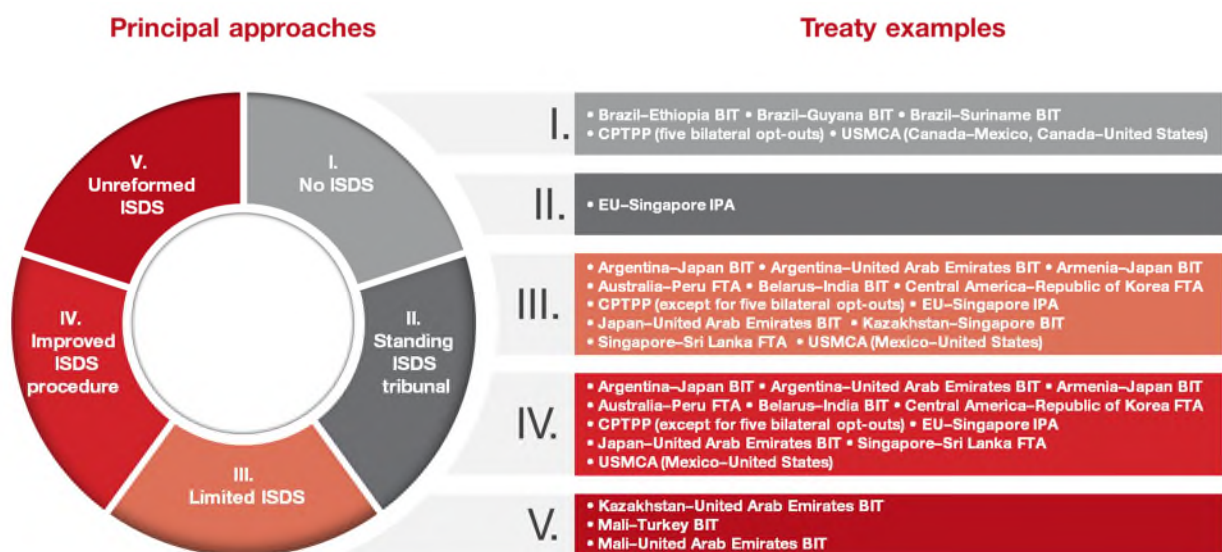 Principal approaches
Treaty examples
V.
Unreformed
ISDS
I.
No ISDS
IV.
Improved
ISDS
procedure
II.
Standing
ISDS
tribunal
III.
Limited ISDS
I.
• Brazil–Ethiopia BIT • Brazil–Guyana BIT • Brazil–Suriname BIT
• CPTPP (five bilateral opt-outs) • USMCA (Canada–Mexico, Canada–United States)
II.
• EU–Singapore IPA
III.
• Argentina–Japan BIT • Argentina–United Arab Emirates BIT • Armenia–Japan BIT
• Australia–Peru FTA • Belarus–India BIT • Central America–Republic of Korea FTA
• CPTPP (except for five bilateral opt-outs) • EU–Singapore IPA
• Japan–United Arab Emirates BIT • Kazakhstan–Singapore BIT
• Singapore–Sri Lanka FTA • USMCA (Mexico–United States)
IV.
• Argentina–Japan BIT • Argentina–United Arab Emirates BIT • Armenia–Japan BIT
• Australia–Peru FTA • Belarus–India BIT • Central America–Republic of Korea FTA
• CPTPP (except for five bilateral opt-outs) • EU–Singapore IPA
• Japan–United Arab Emirates BIT • Singapore–Sri Lanka FTA
• USMCA (Mexico–United States)
V.
• Kazakhstan–United Arab Emirates BIT
• Mali–Turkey BIT
• Mali–United Arab Emirates BIT